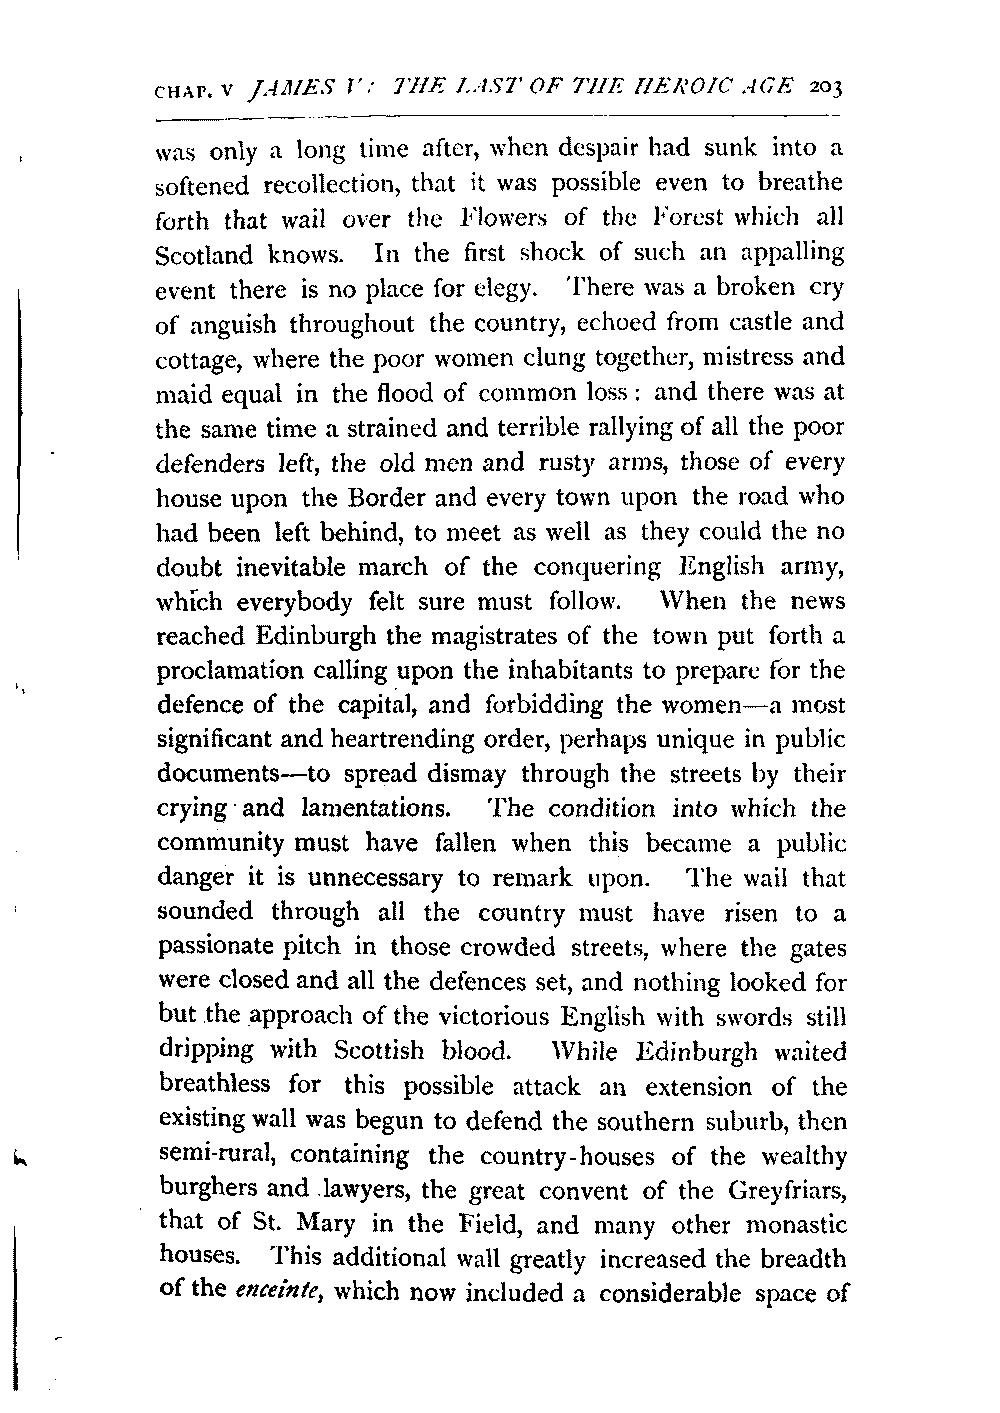 CHAP. V JAMES V: THE LAST OF THE HEROIC AGE 203
was only a long time after, when despair had sunk into a
softened recollection, that it was possible even to breathe
forth that wail over the Flowers of the Forest which all
Scotland knows. In the first shock of such an appalling
event there is no place for elegy. There was a broken cry
of anguish throughout the country, echoed from castle and
cottage, where the poor women clung together, mistress and
maid equal in the flood of common loss : and there was at
the same time a strained and terrible rallying of all the poor
defenders left, the old men and rusty arms, those of every
house upon the Border and every town upon the road who
had been left behind, to meet as well as they could the no
doubt inevitable march of the conquering English army,
which everybody felt sure must follow. When the news
reached Edinburgh the magistrates of the town put forth a
proclamation calling upon the inhabitants to prepare for the
defence of the capital, and forbidding the women—a most
significant and heartrending order, perhaps unique in public
documents—to spread dismay through the streets by their
crying and lamentations. The condition into which the
community must have fallen when this became a public
danger it is unnecessary to remark upon. The wail that
sounded through all the country must have risen to a
passionate pitch in those crowded streets, where the gates
were closed and all the defences set, and nothing looked for
but the approach of the victorious English with swords still
dripping with Scottish blood. While Edinburgh waited
breathless for this possible attack an extension of the
existing wall was begun to defend the southern suburb, then
semi-rural, containing the country-houses of the wealthy
burghers and lawyers, the great convent of the Greyfriars,
that of St. Mary in the Field, and many other monastic
houses. This additional wall greatly increased the breadth
of the enceinte, which now included a considerable space of